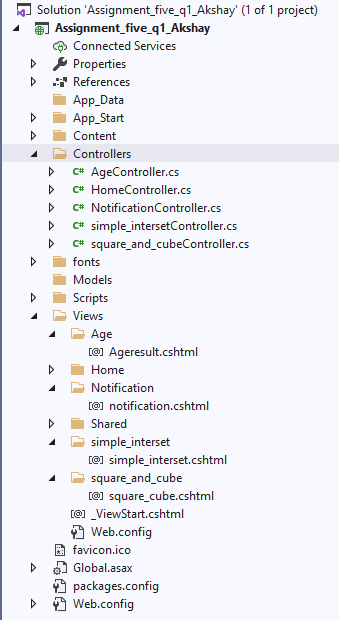 Solution 'Assignment_five_q1_Akshay' (1 of 1 project)
Assignment_five_q1_Akshay
Connected Services
Properties
References
App_Data
App_Start
Content
Controllers
C# AgeController.cs
C# HomeController.cs
C# NotificationController.cs
C# simple_intersetController.cs
C# square_and_cubeController.cs
fonts
Models
Scripts
Views
Age
[@] Ageresult.cshtml
Home
Notification
[@] notification.cshtml
Shared
simple_interset
[@] simple_interset.cshtml
square_and_cube
[@] square_cube.cshtml
[@] _ViewStart.cshtml
Web.config
favicon.ico
Global.asax
packages.config
Web.config